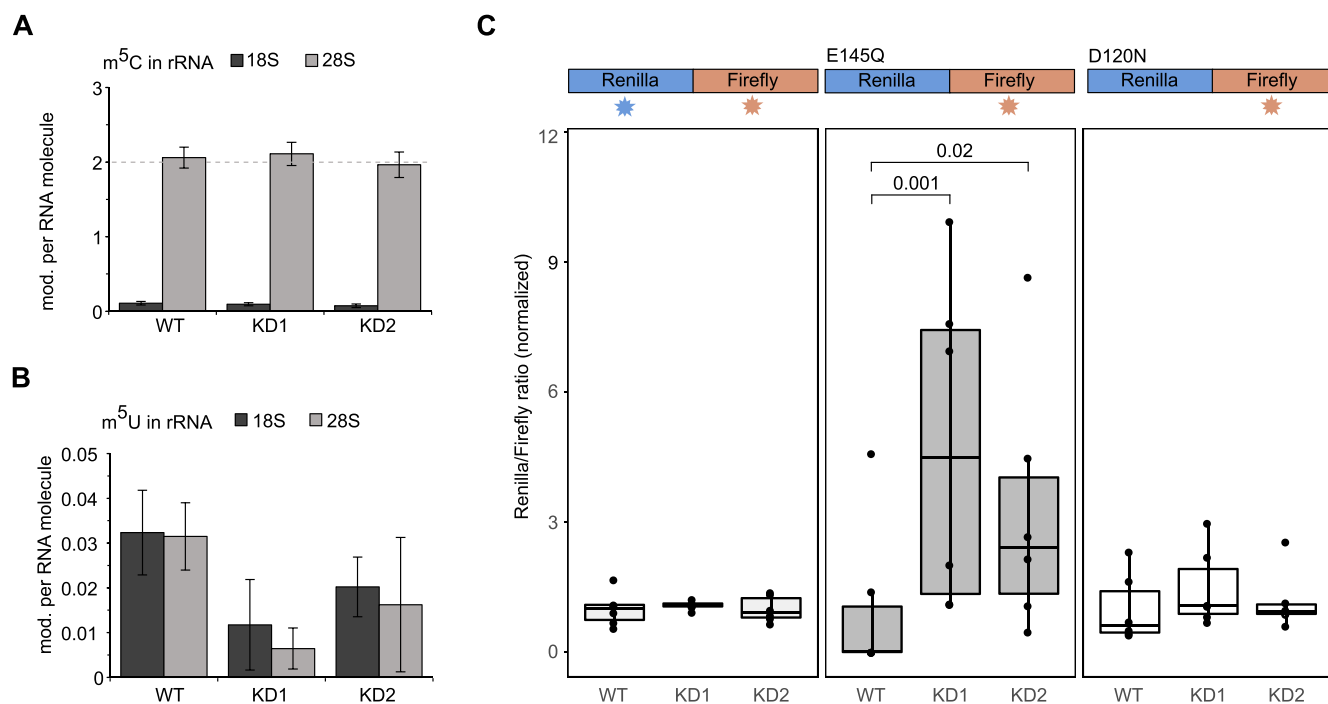 A
m⁵C in rRNA 18S 28S
3
2
1
0
mod. per RNA molecule
WT KD1 KD2
B
m⁵U in rRNA 18S 28S
0.05
0.04
0.03
0.02
0.01
0
mod. per RNA molecule
WT KD1 KD2
C
E145Q D120N
Renilla Firefly Renilla Firefly Renilla Firefly
12
9
6
3
0
Renilla/Firefly ratio (normalized)
0.02
0.001
WT KD1 KD2 WT KD1 KD2 WT KD1 KD2